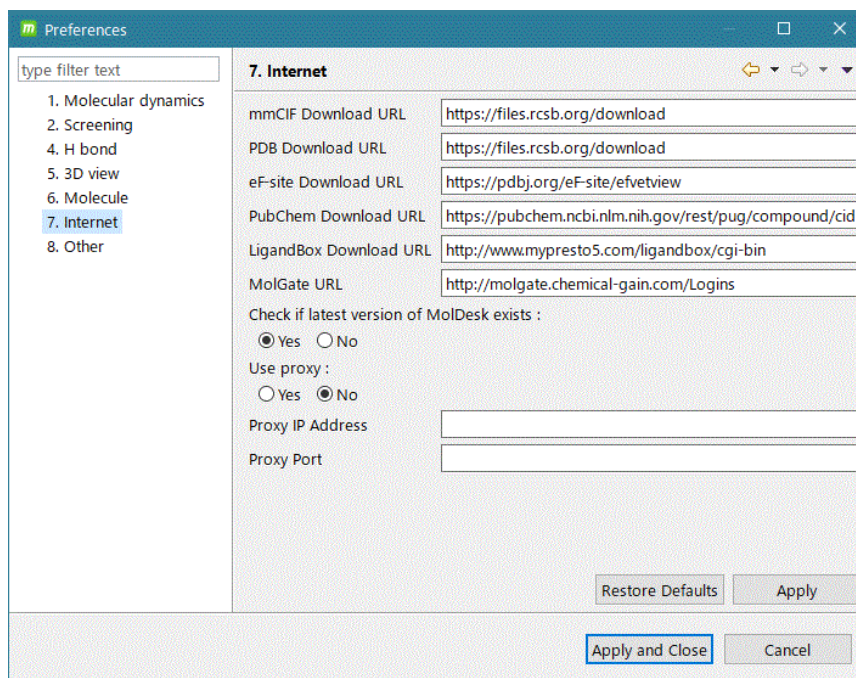 Preferences
type filter text
1. Molecular dynamics
2. Screening
4. H bond
5. 3D view
6. Molecule
7. Internet
8. Other
7. Internet
mmCIF Download URL https://files.rcsb.org/download
PDB Download URL https://files.rcsb.org/download
eF-site Download URL https://pdbj.org/eF-site/efvetview
PubChem Download URL https://pubchem.ncbi.nlm.nih.gov/rest/pug/compound/cid
LigandBox Download URL http://www.mypresto5.com/ligandbox/cgi-bin
MolGate URL http://molgate.chemical-gain.com/Logins
Check if latest version of MolDesk exists :
Yes No
Use proxy :
Yes No
Proxy IP Address
Proxy Port
Restore Defaults Apply
Apply and Close Cancel